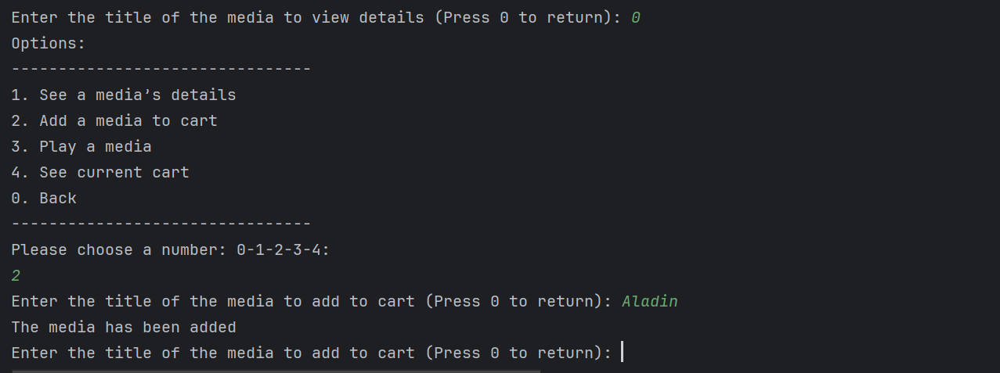 Enter the title of the media to view details (Press 0 to return): 0
Options:
--------------------------------
1. See a media’s details
2. Add a media to cart
3. Play a media
4. See current cart
0. Back
--------------------------------
Please choose a number: 0-1-2-3-4:
2
Enter the title of the media to add to cart (Press 0 to return): Aladin
The media has been added
Enter the title of the media to add to cart (Press 0 to return):